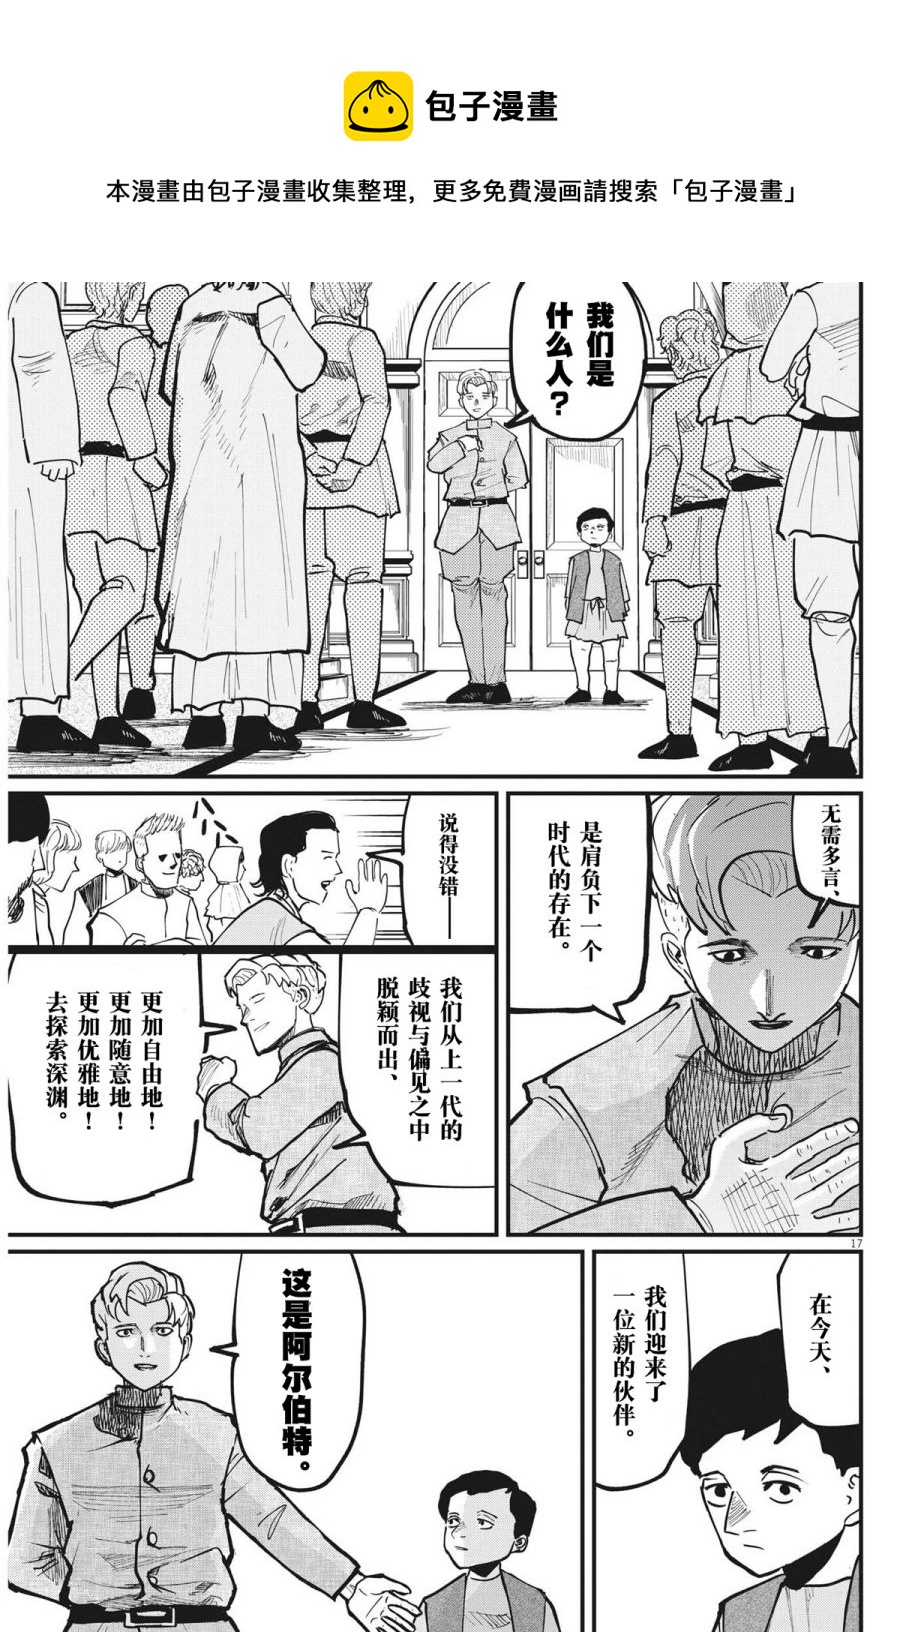 包子漫畫
本漫畫由包子漫畫收集整理，更多免費漫画請搜索「包子漫畫」
我们是
什么人？
无需多言、
是肩负下一个
时代的存在。
说得没错——
我们从上一代的
歧视与偏见之中
脱颖而出、
更加自由地！
更加随意地！
更加优雅地！
去探索深渊。
17
在今天、
我们迎来了
一位新的伙伴。
这是阿尔伯特。